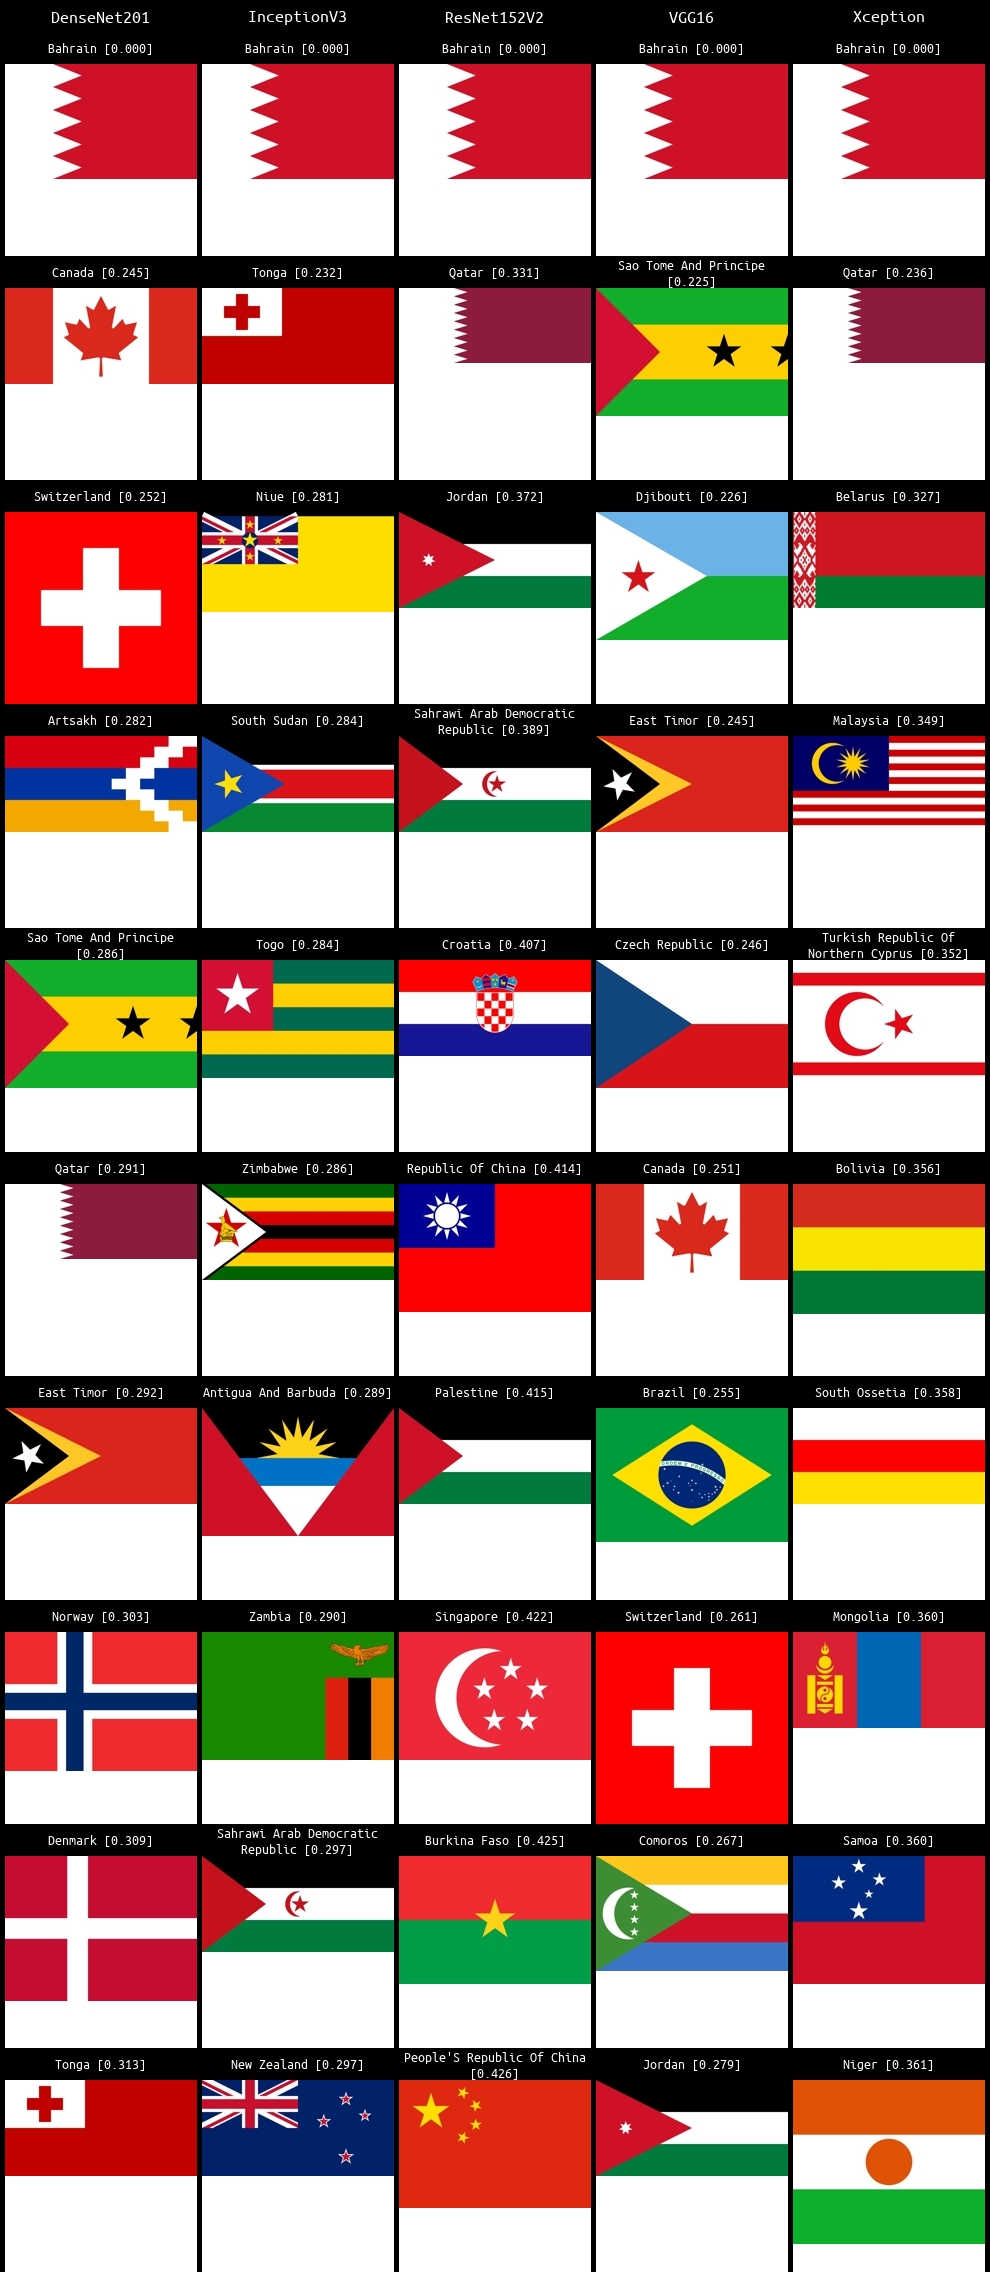 DenseNet201 InceptionV3 ResNet152V2 VGG16 Xception
Bahrain [0.000] Bahrain [0.000] Bahrain [0.000] Bahrain [0.000] Bahrain [0.000]
Canada [0.245] Tonga [0.232] Qatar [0.331] Sao Tome And Principe Qatar [0.236]
[0.225]
Switzerland [0.252] Niue [0.281] Jordan [0.372] Djibouti [0.226] Belarus [0.327]
Artsakh [0.282] South Sudan [0.284] Sahrawi Arab Democratic East Timor [0.245] Malaysia [0.349]
Republic [0.389]
Sao Tome And Principe Togo [0.284] Croatia [0.407] Czech Republic [0.246] Turkish Republic Of
[0.286] Northern Cyprus [0.352]
Qatar [0.291] Zimbabwe [0.286] Republic Of China [0.414] Canada [0.251] Bolivia [0.356]
East Timor [0.292] Antigua And Barbuda [0.289] Palestine [0.415] Brazil [0.255] South Ossetia [0.358]
ORDEM E PROGRESSO
Norway [0.303] Zambia [0.290] Singapore [0.422] Switzerland [0.261] Mongolia [0.360]
Denmark [0.309] Sahrawi Arab Democratic Burkina Faso [0.425] Comoros [0.267] Samoa [0.360]
Republic [0.297]
Tonga [0.313] New Zealand [0.297] People'S Republic Of China Jordan [0.279] Niger [0.361]
[0.426]